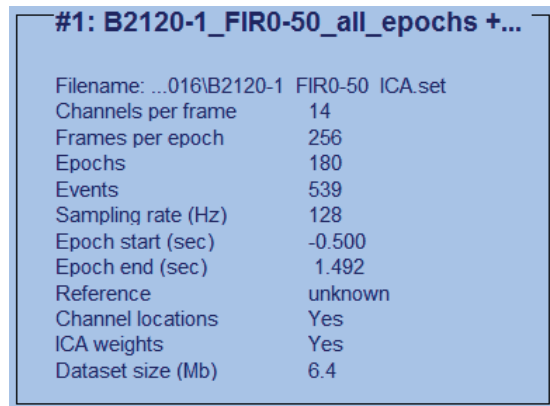 #1: B2120-1_FIR0-50_all_epochs +...
Filename: ...016\B2120-1 FIR0-50 ICA.set
Channels per frame 14
Frames per epoch 256
Epochs 180
Events 539
Sampling rate (Hz) 128
Epoch start (sec) -0.500
Epoch end (sec) 1.492
Reference unknown
Channel locations Yes
ICA weights Yes
Dataset size (Mb) 6.4